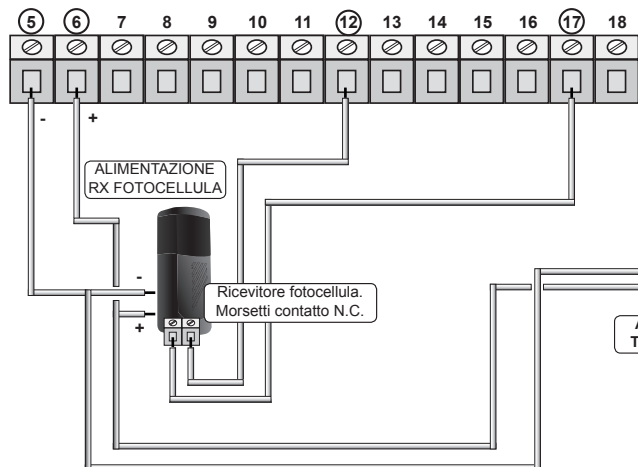 5 6 7 8 9 10 11 12 13 14 15 16 17 18
- +
ALIMENTAZIONE
RX FOTOCELLULA
-
Ricevitore fotocellula.
Morsetti contatto N.C.
+